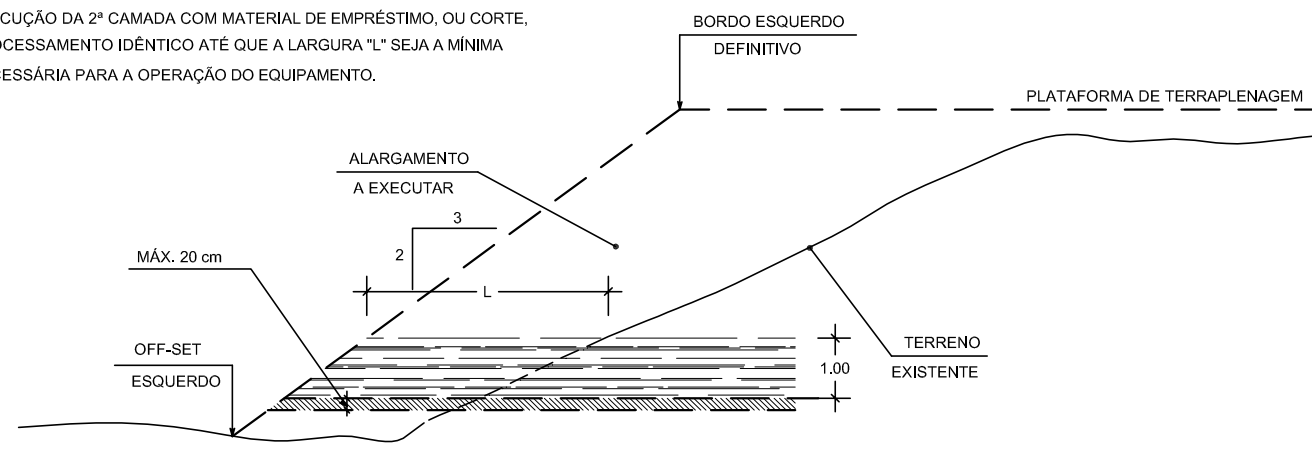 CUÇÃO DA 2ª CAMADA COM MATERIAL DE EMPRÉSTIMO, OU CORTE,
OCESSAMENTO IDÊNTICO ATÉ QUE A LARGURA "L" SEJA A MÍNIMA
CESSÁRIA PARA A OPERAÇÃO DO EQUIPAMENTO.
BORDO ESQUERDO
DEFINITIVO
PLATAFORMA DE TERRAPLENAGEM
ALARGAMENTO
A EXECUTAR
3
2
MÁX. 20 cm
L
OFF-SET
ESQUERDO
1.00
TERRENO
EXISTENTE